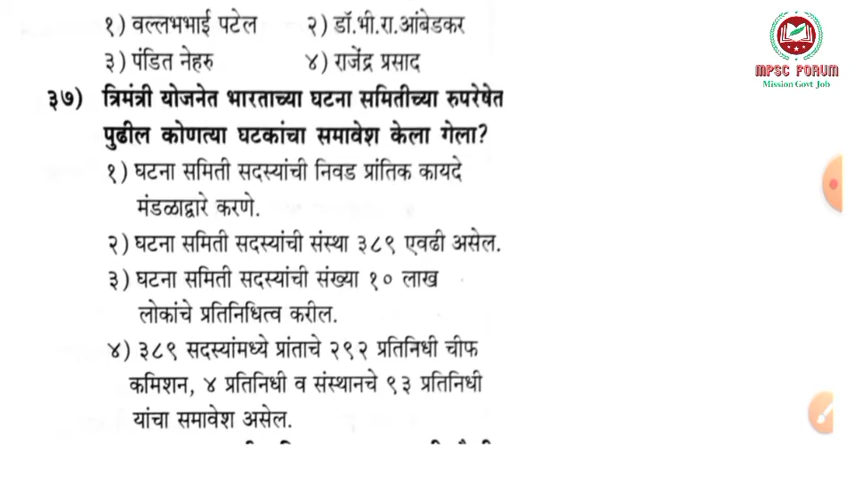 १) वल्लभभाई पटेल २) डॉ.भी.रा.आंबेडकर
३) पंडित नेहरु ४) राजेंद्र प्रसाद
MPSC FORUM
Mission Govt Job
३७) त्रिमंत्री योजनेत भारताच्या घटना समितीच्या रुपरेषेत
पुढील कोणत्या घटकांचा समावेश केला गेला?
१) घटना समिती सदस्यांची निवड प्रांतिक कायदे
मंडळाद्वारे करणे.
२) घटना समिती सदस्यांची संस्था ३८९ एवढी असेल.
३) घटना समिती सदस्यांची संख्या १० लाख
लोकांचे प्रतिनिधित्व करील.
४) ३८९ सदस्यांमध्ये प्रांताचे २९२ प्रतिनिधी चीफ
कमिशन, ४ प्रतिनिधी व संस्थानचे ९३ प्रतिनिधी
यांचा समावेश असेल.